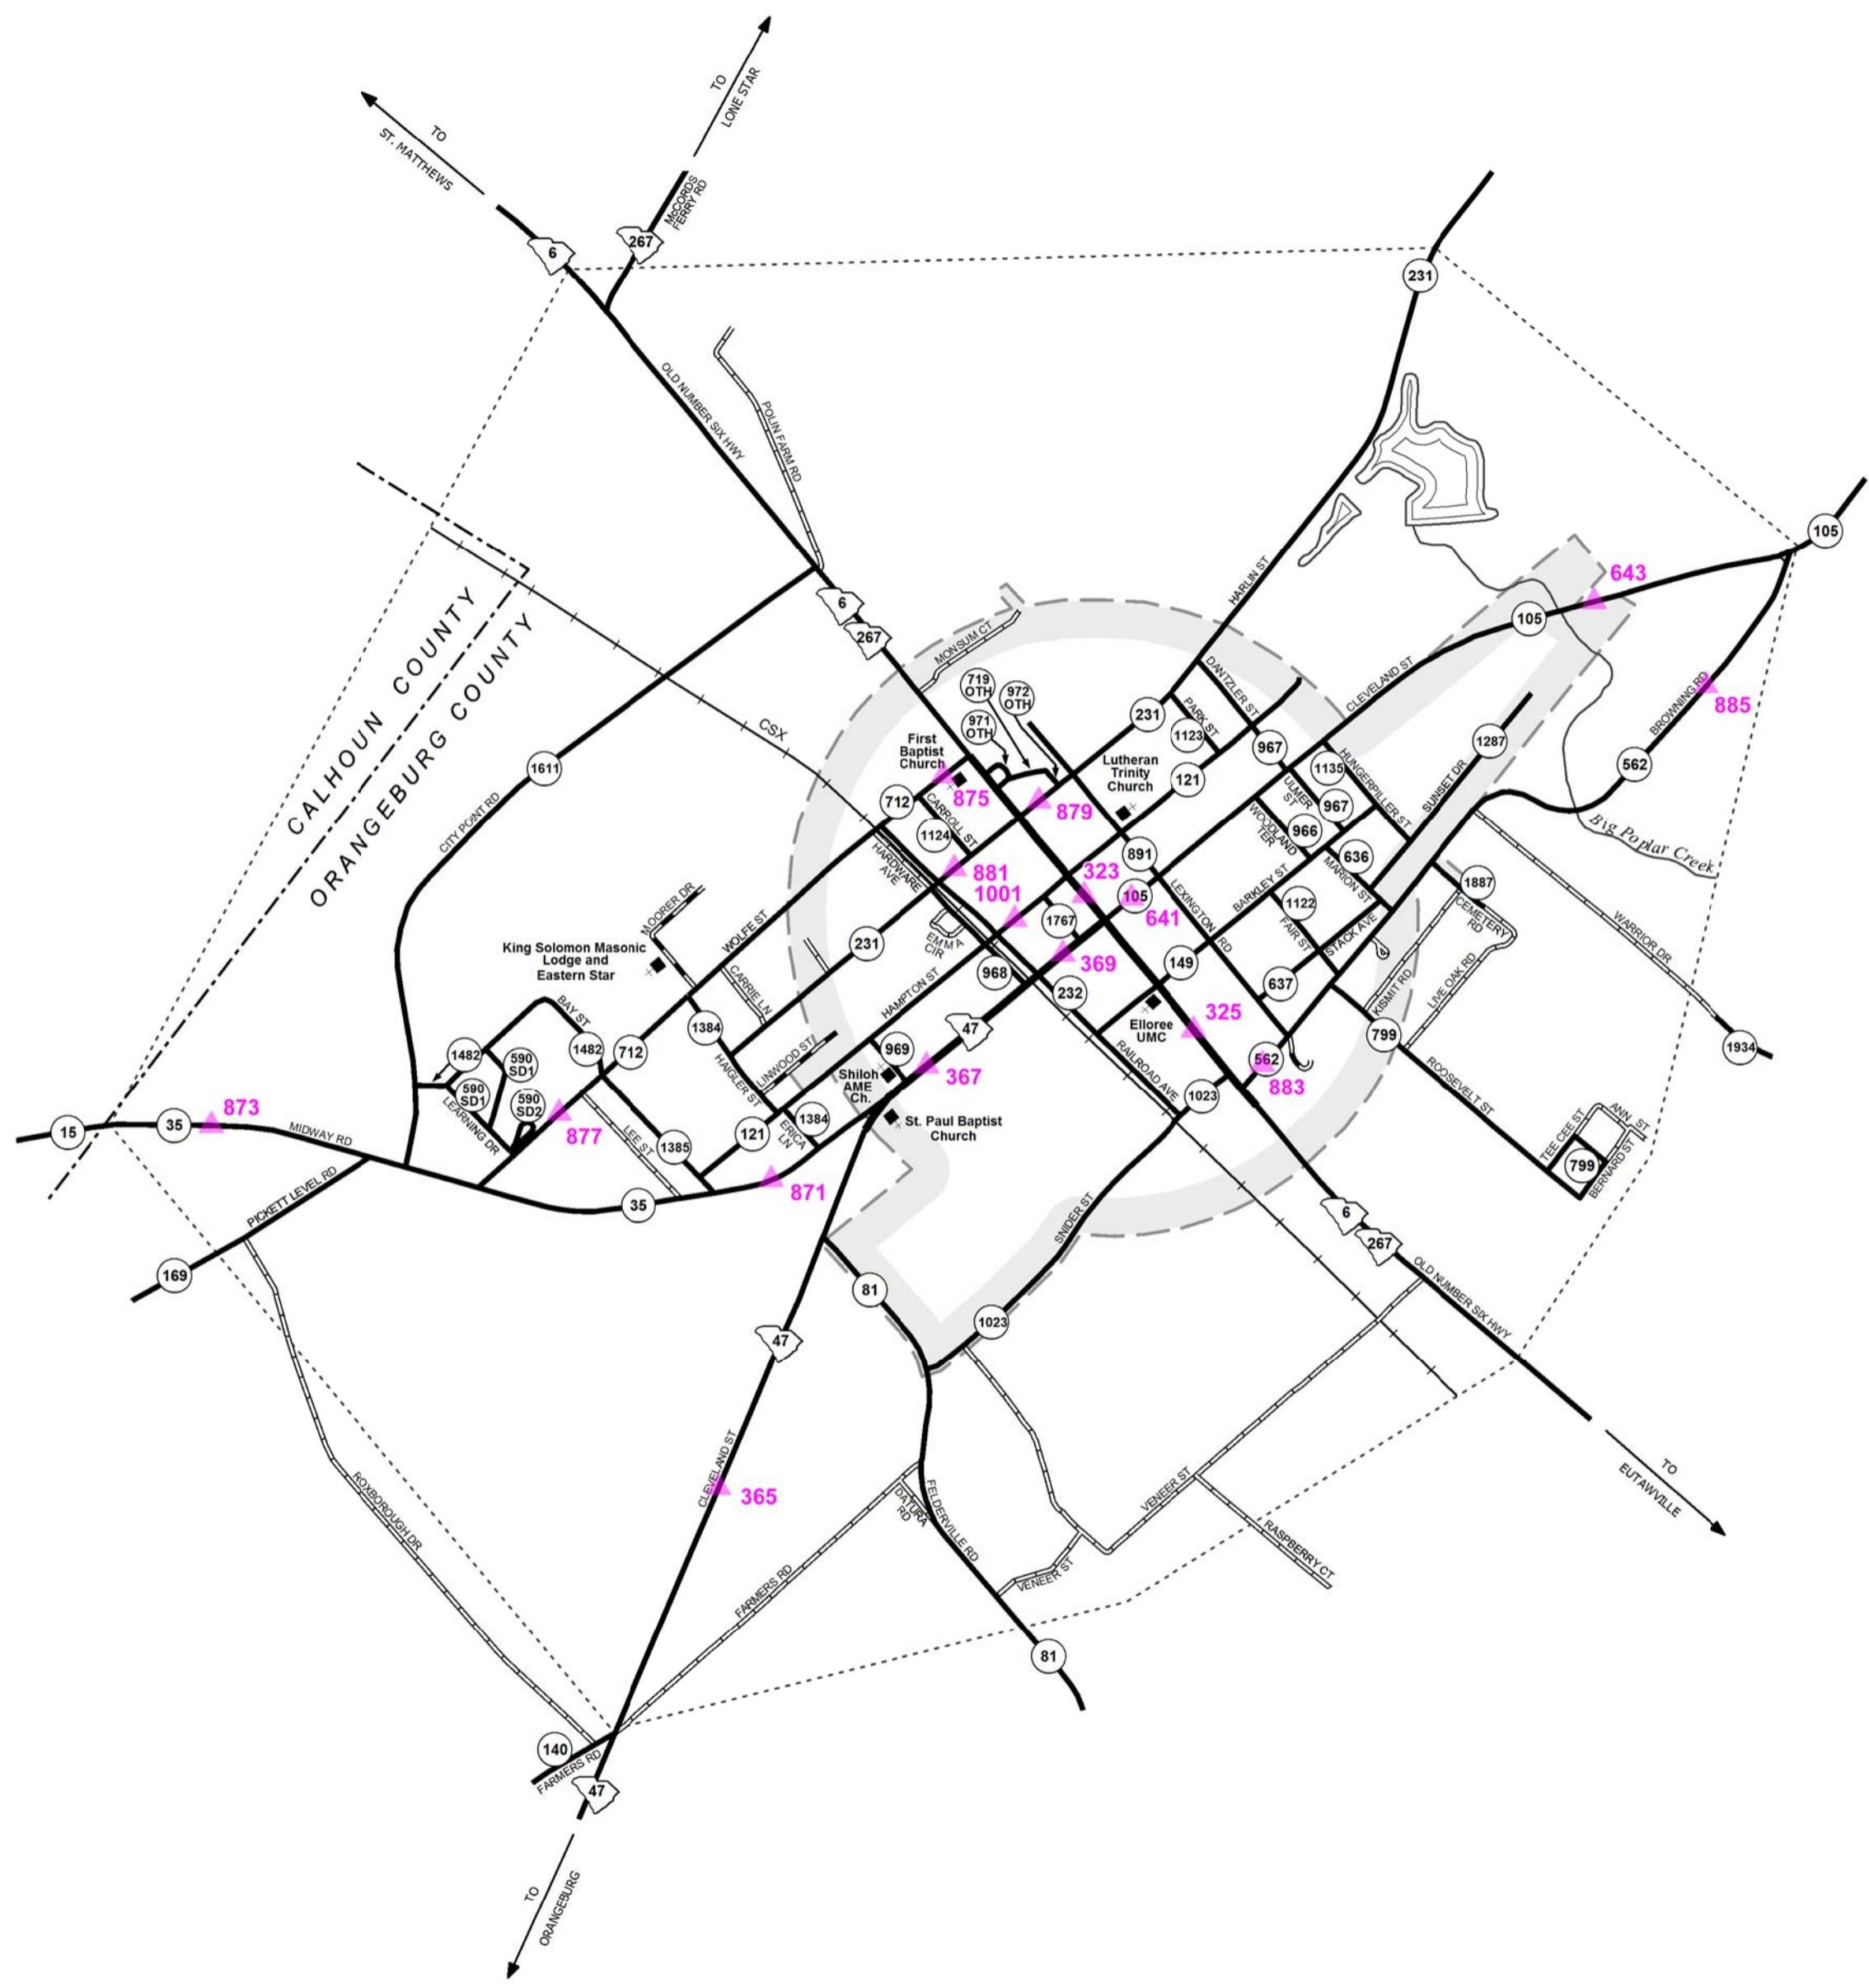 TO
LONE STAR
TO
ST. MATTHEWS
McCORDS
FERRY RD
267
6
231
OLD NUMBER SIX HWY
POLIN FARM RD
105
CALHOUN COUNTY
ORANGEBURG COUNTY
HARLIN ST
643
6
267
105
MONSUM CT
DANTZLER ST
CLEVELAND ST
719
OTH
972
OTH
971
OTH
BROWNING RD
885
CSX
231
PARK ST
1123
967
1287
First
Baptist
Church
Lutheran
Trinity
Church
1611
121
1135
HUNGERPILLER ST
562
SUNSET DR
875
879
712
CARROLL ST
1124
ULMER
ST
967
WOODLAND
TER
966
CITY POINT RD
HARDWARE
AVE
881
323
891
636
MARION ST
Big Poplar Creek
1001
105
641
BARKLEY ST
1122
1887
CEMETERY
RD
MOORER DR
1767
LEXINGTON RD
FAIR ST
STACK AVE
WARRIOR DR
WOLFE ST
231
EMMA
CIR
King Solomon Masonic
Lodge and
Eastern Star
369
149
968
637
KISMIT RD
LIVE OAK RD
CARRIE LN
HAMPTON ST
232
BAY ST
1384
47
Elloree
UMC
325
799
1934
1482
1482
712
590
SD1
969
LINWOOD ST
HAIGLER ST
Shiloh
AME
Ch.
367
RAILROAD AVE
562
883
590
SD1
590
SD2
1023
ROOSEVELT ST
LEARNING DR
873
15
35
MIDWAY RD
877
LEE ST
1385
121
ERICA
LN
1384
St. Paul Baptist
Church
TEE CEE ST
ANN ST
799
BERNARD ST
PICKETT LEVEL RD
35
871
SNIDER ST
6
267
169
81
1023
OLD NUMBER SIX HWY
47
CLEVELAND ST
365
TO
EUTAWVILLE
ROXBOROUGH DR
DATURA
RD
FELDERVILLE RD
VENEER ST
RASPBERRY CT
FARMERS RD
VENEER ST
81
140
FARMERS RD
47
TO
ORANGEBURG